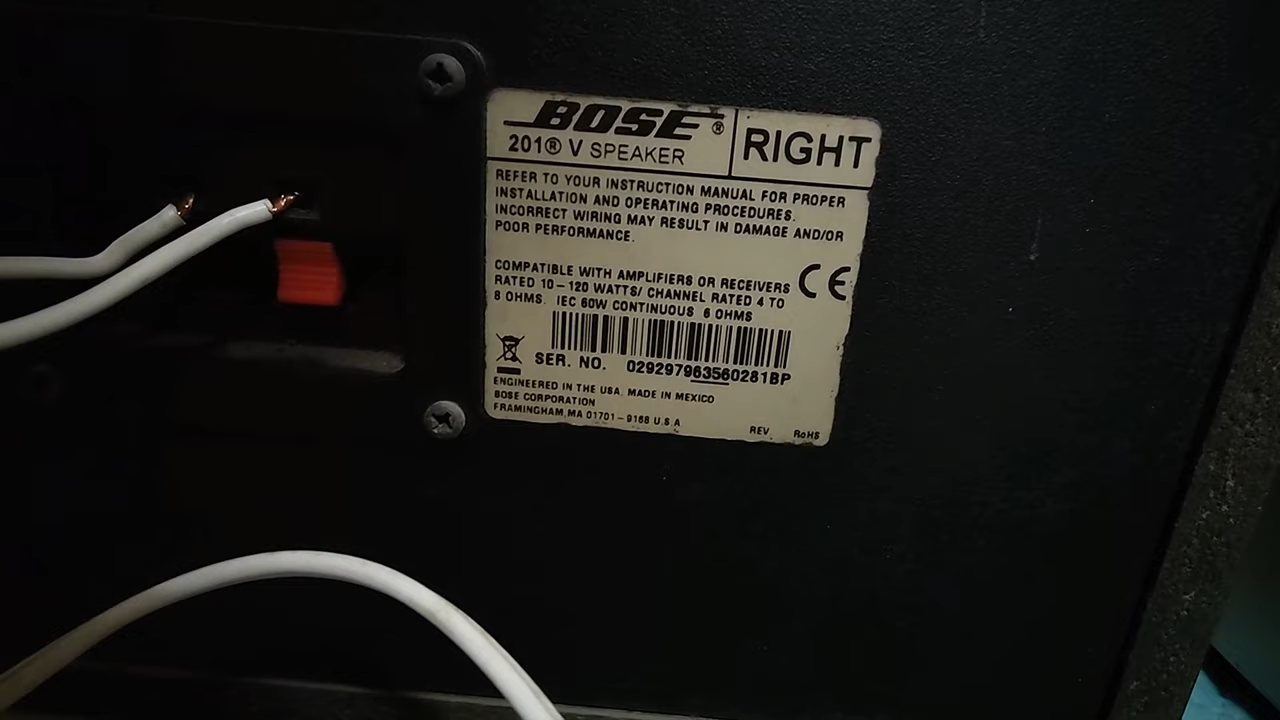 BOSE®
201® V SPEAKER
RIGHT
REFER TO YOUR INSTRUCTION MANUAL FOR PROPER
INSTALLATION AND OPERATING PROCEDURES.
INCORRECT WIRING MAY RESULT IN DAMAGE AND/OR
POOR PERFORMANCE.
COMPATIBLE WITH AMPLIFIERS OR RECEIVERS
RATED 10-120 WATTS/ CHANNEL RATED 4 TO
8 OHMS. IEC 60W CONTINUOUS 6 OHMS
CE
SER. NO. 029297963560281BP
ENGINEERED IN THE USA. MADE IN MEXICO
BOSE CORPORATION
FRAMINGHAM, MA 01701-9168 U.S.A.
REV. RoHS